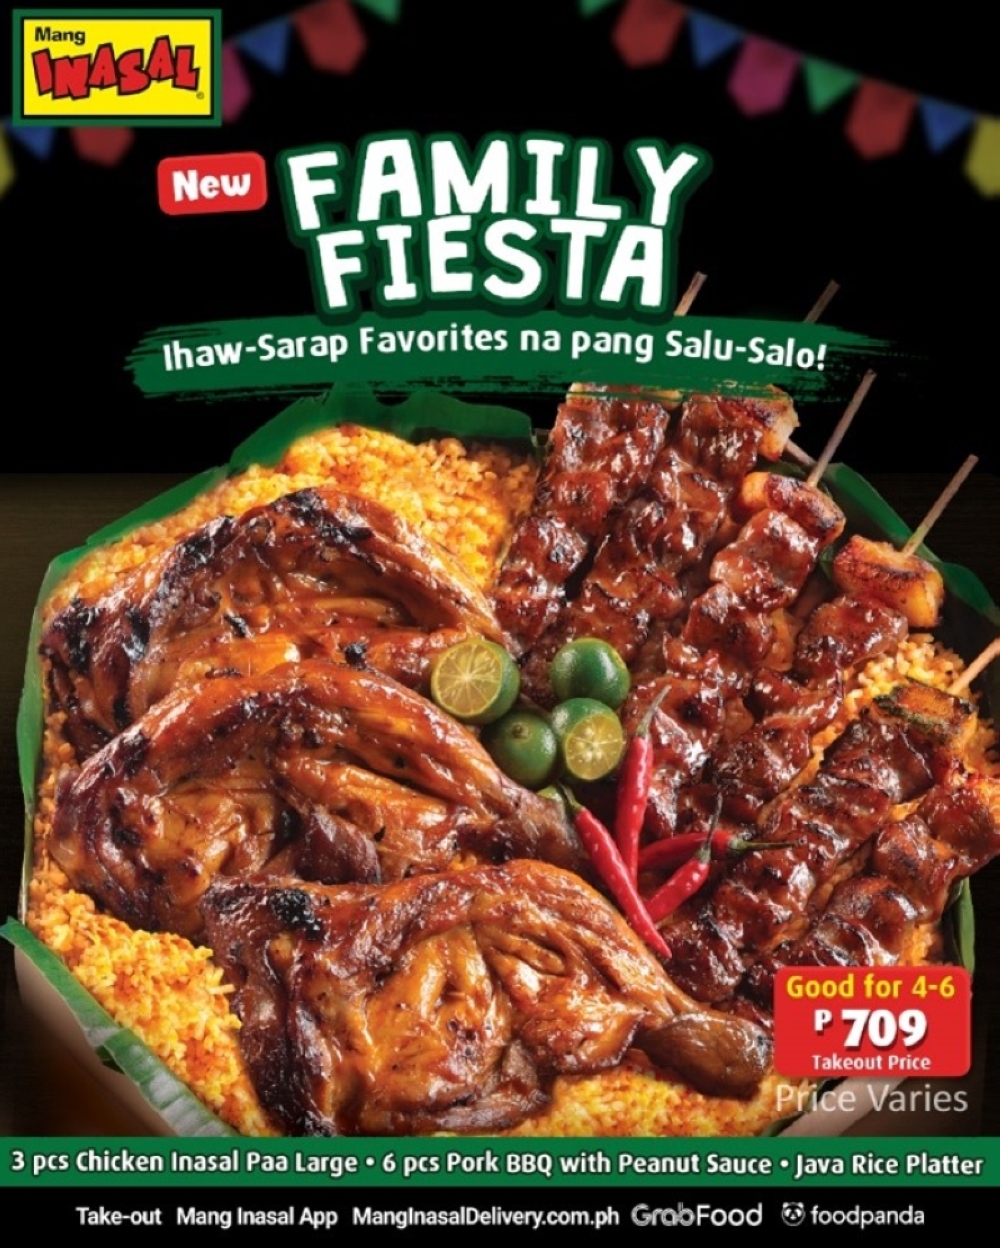 Mang
INASAL
New
FAMILY
FIESTA
Ihaw-Sarap Favorites na pang Salu-Salo!
Good for 4-6
₱ 709
Takeout Price
Price Varies
3 pcs Chicken Inasal Paa Large • 6 pcs Pork BBQ with Peanut Sauce • Java Rice Platter
Take-out Mang Inasal App MangInasalDelivery.com.ph GrabFood foodpanda